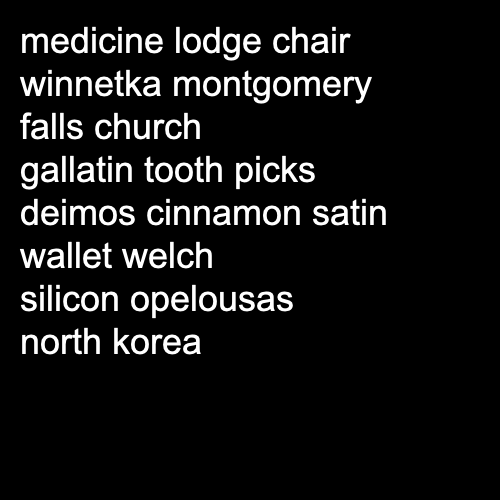 medicine lodge chair
winnetka montgomery
falls church
gallatin tooth picks
deimos cinnamon satin
wallet welch
silicon opelousas
north korea